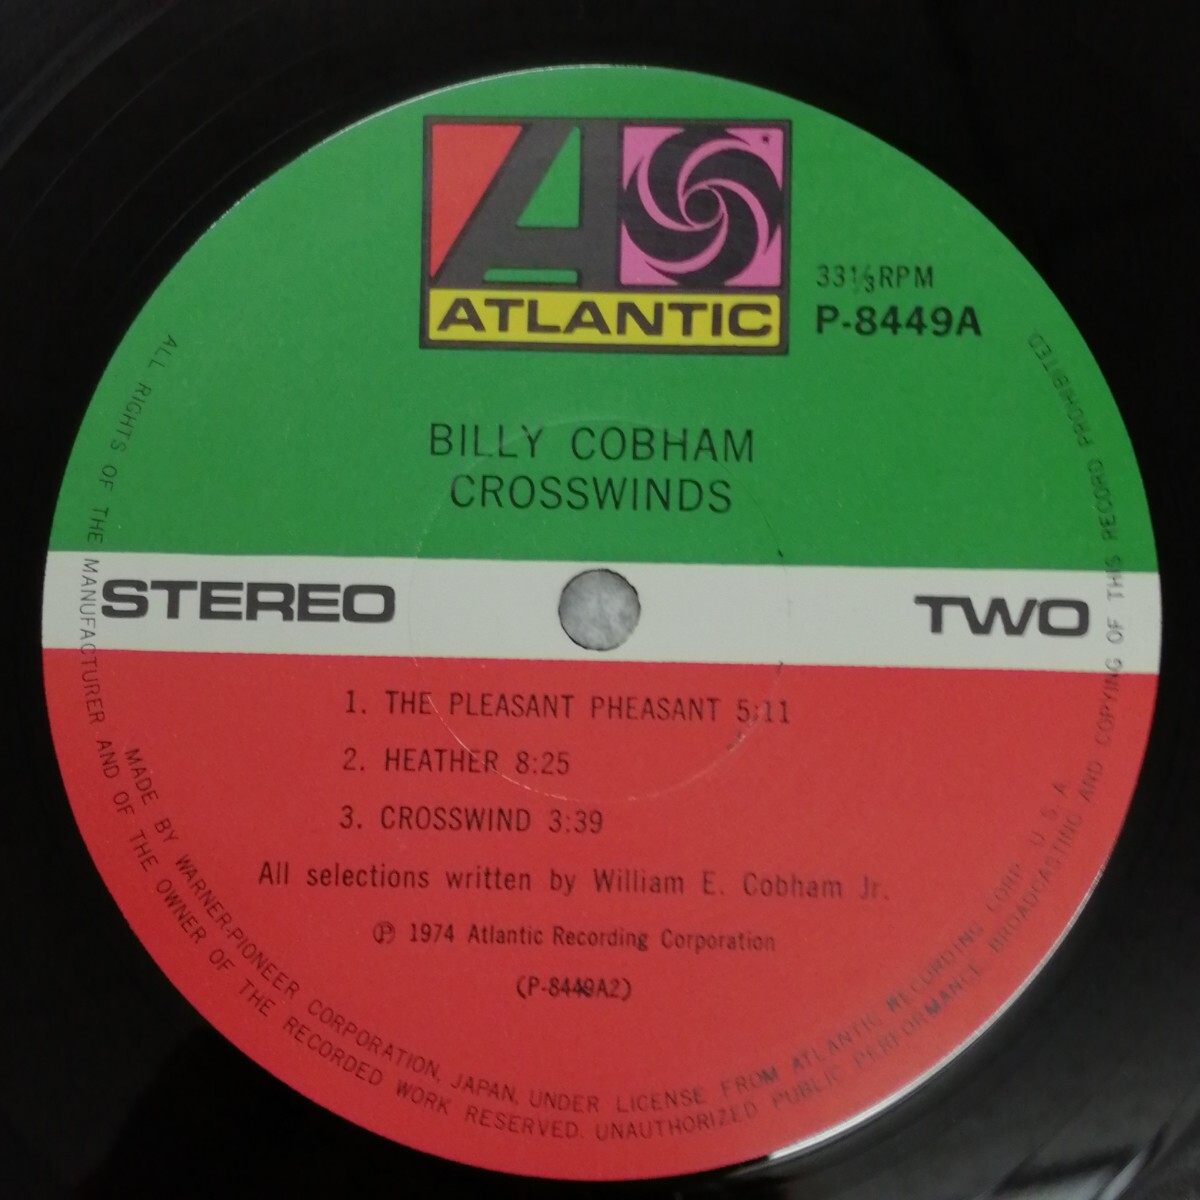 ATLANTIC
33⅓RPM
P-8449A
BILLY COBHAM
CROSSWINDS
STEREO
TWO
1. THE PLEASANT PHEASANT 5:11
2. HEATHER 8:25
3. CROSSWIND 3:39
All selections written by William E. Cobham Jr.
Ⓟ 1974 Atlantic Recording Corporation
(P-8449A2)
MADE BY WARNER-PIONEER CORPORATION, JAPAN, UNDER LICENSE FROM ATLANTIC RECORDING CORP. U.S.A.
ALL RIGHTS OF THE MANUFACTURER AND OF THE OWNER OF THE RECORDED WORK RESERVED. UNAUTHORIZED PUBLIC PERFORMANCE BROADCASTING AND COPYING OF THS RECORD PROHIBITED.